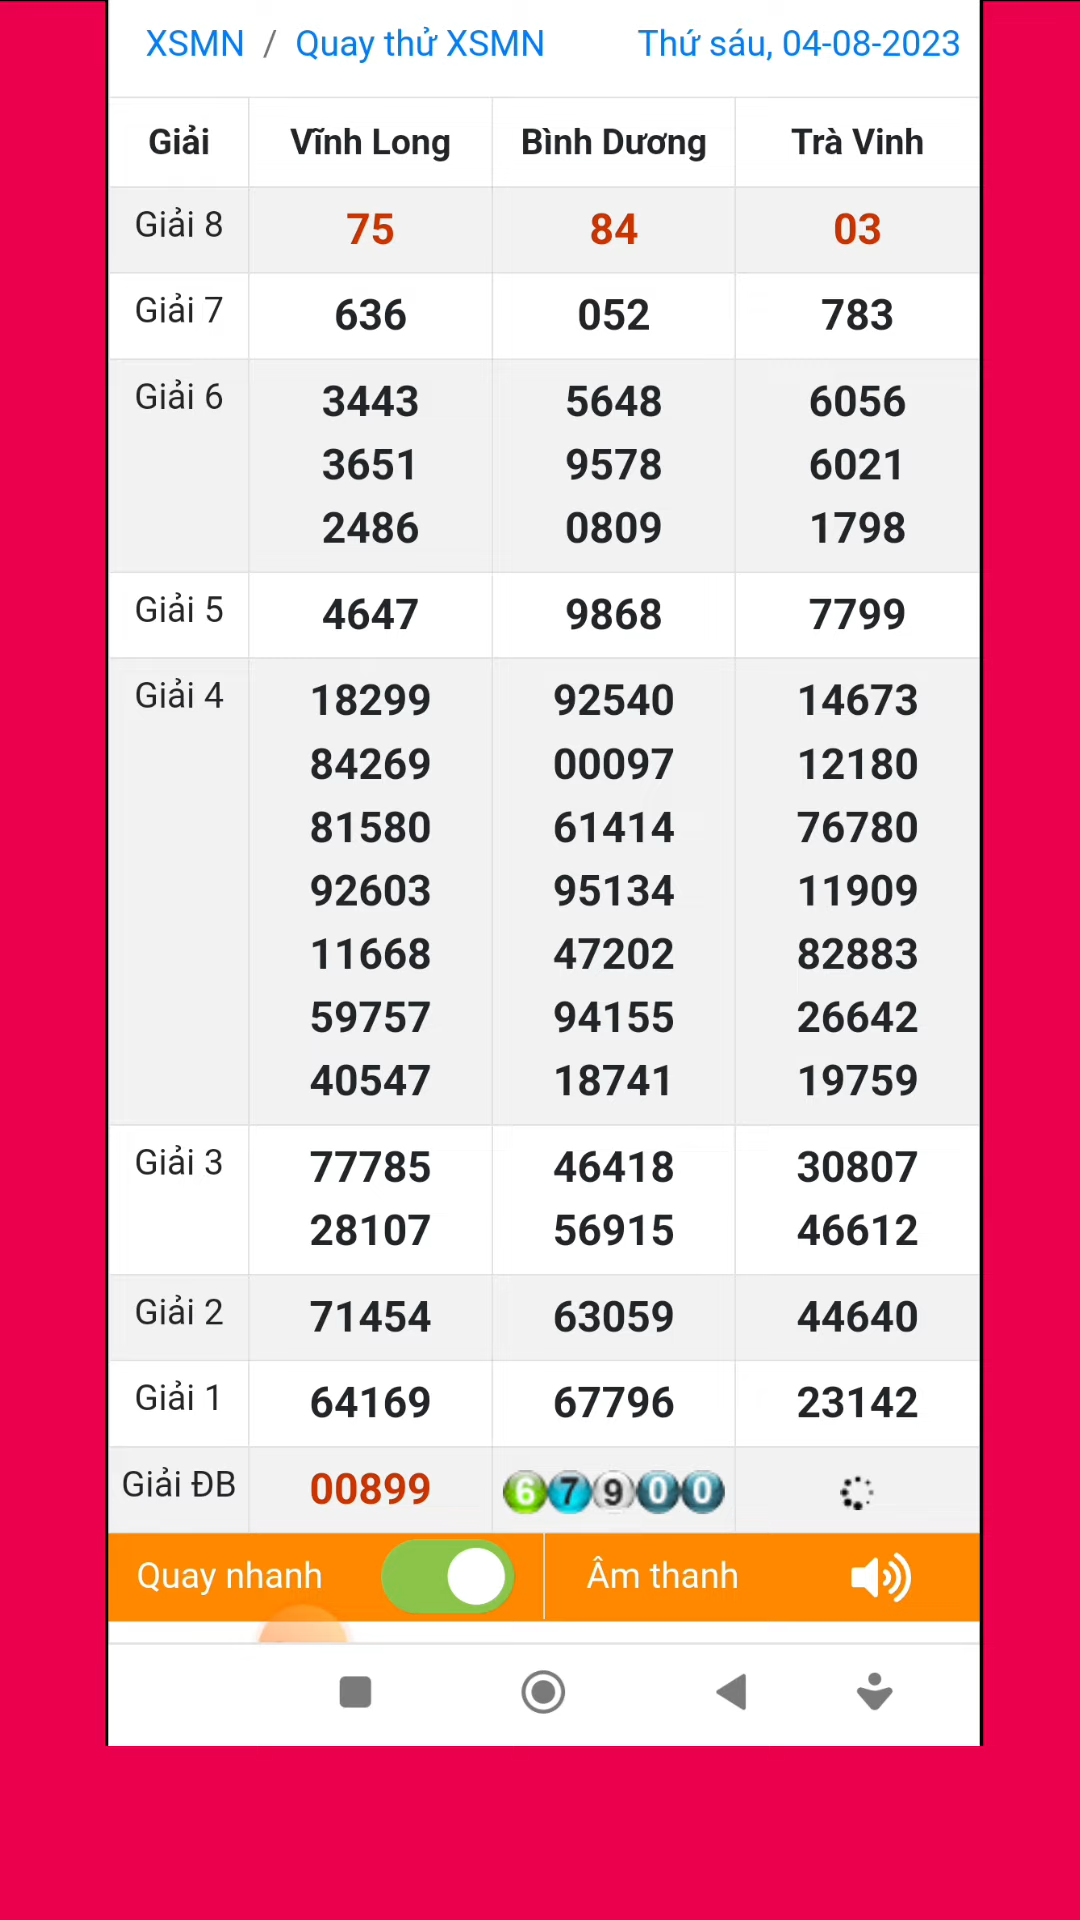 XSMN / Quay thử XSMN Thứ sáu, 04-08-2023
Giải Vĩnh Long Bình Dương Trà Vinh
Giải 8 75 84 03
Giải 7 636 052 783
Giải 6 3443 5648 6056
3651 9578 6021
2486 0809 1798
Giải 5 4647 9868 7799
Giải 4 18299 92540 14673
84269 00097 12180
81580 61414 76780
92603 95134 11909
11668 47202 82883
59757 94155 26642
40547 18741 19759
Giải 3 77785 46418 30807
28107 56915 46612
Giải 2 71454 63059 44640
Giải 1 64169 67796 23142
Giải ĐB 00899 67900
Quay nhanh Âm thanh